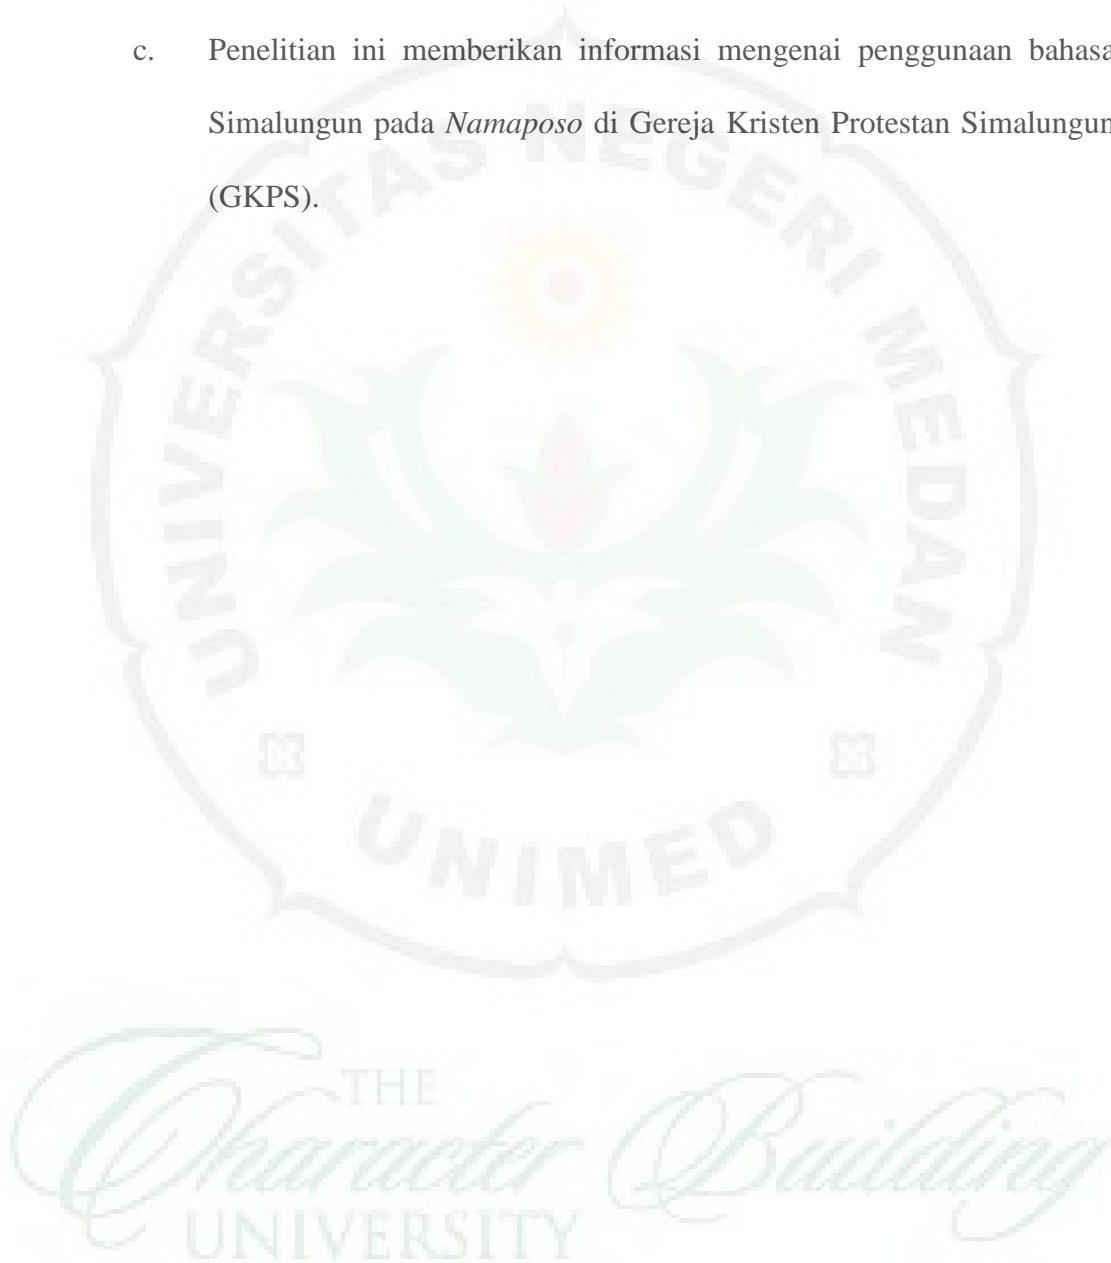 c. Penelitian ini memberikan informasi mengenai penggunaan bahasa
Simalungun pada Namaposo di Gereja Kristen Protestan Simalungun
(GKPS).
UNIVERSITAS NEGERI MEDAN
UNIMED
THE
Character Building
UNIVERSITY